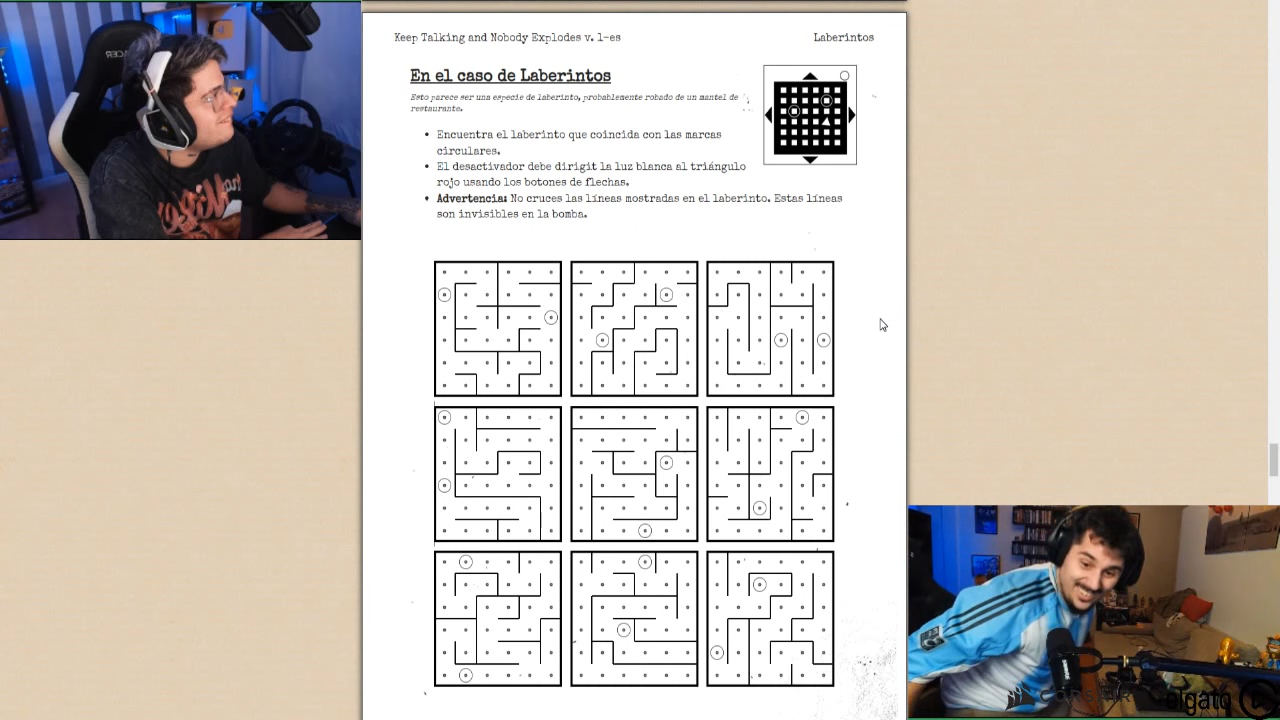 Keep Talking and Nobody Explodes v. 1-es
Laberintos
En el caso de Laberintos
Esto parece ser una especie de laberinto, probablemente robado de un mantel de
restaurante.
• Encuentra el laberinto que coincida con las marcas
circulares.
• El desactivador debe dirigit la luz blanca al triángulo
rojo usando los botones de flechas.
• Advertencia: No cruces las líneas mostradas en el laberinto. Estas líneas
son invisibles en la bomba.
CORSAIR
elgato